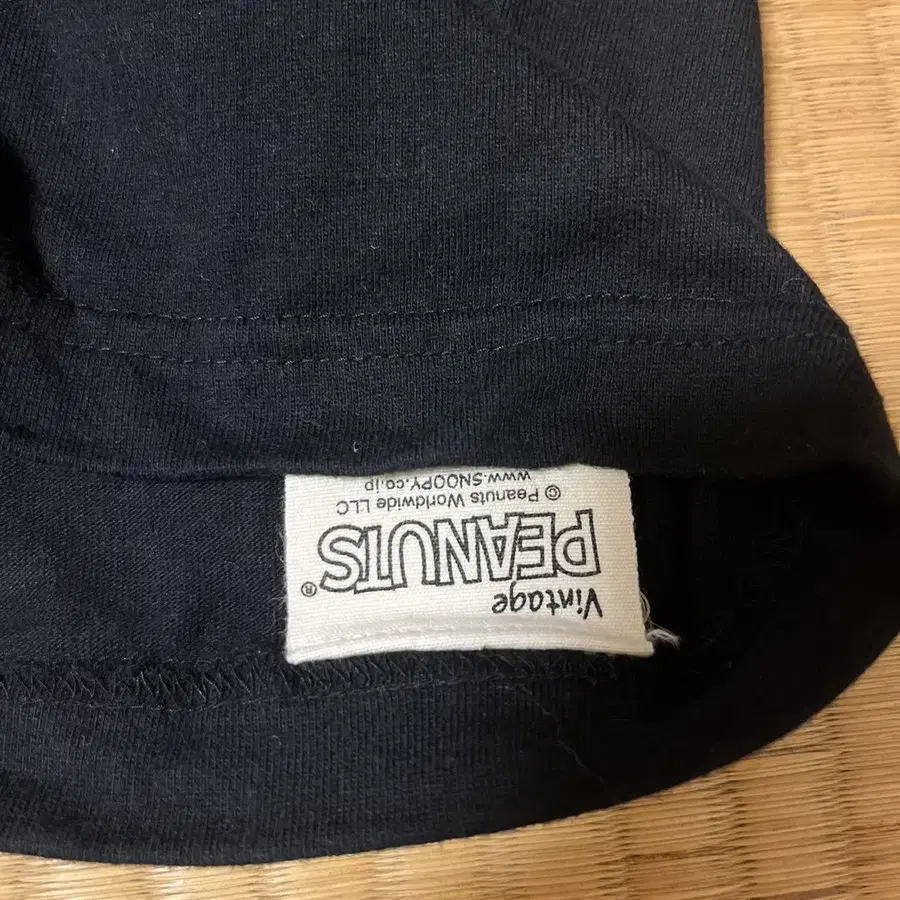 Vintage
PEANUTS®
© Peanuts Worldwide LLC
www.SNOOPY.co.jp